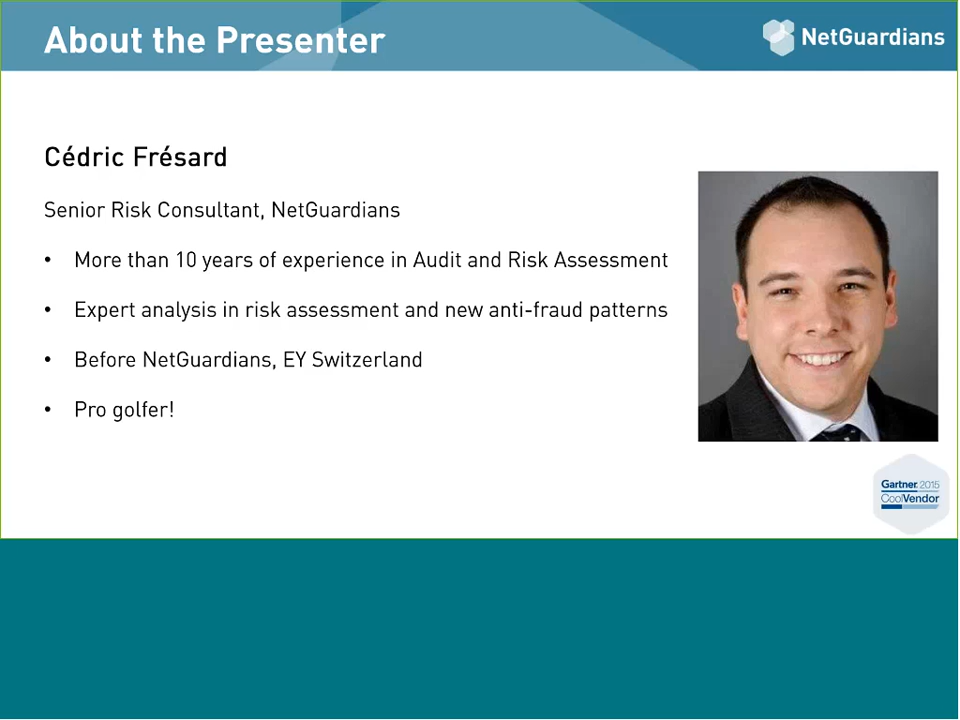 About the Presenter
NetGuardians
Cédric Frésard
Senior Risk Consultant, NetGuardians
• More than 10 years of experience in Audit and Risk Assessment
• Expert analysis in risk assessment and new anti-fraud patterns
• Before NetGuardians, EY Switzerland
• Pro golfer!
Gartner 2015
CoolVendor